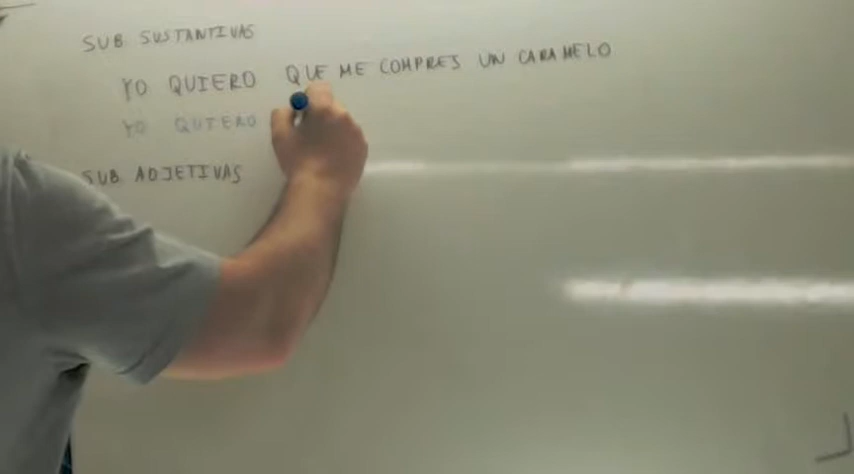 SUB. SUSTANTIVAS
YO QUIERO QUE ME COMPRES UN CARAMELO
YO QUIERO
SUB. ADJETIVAS